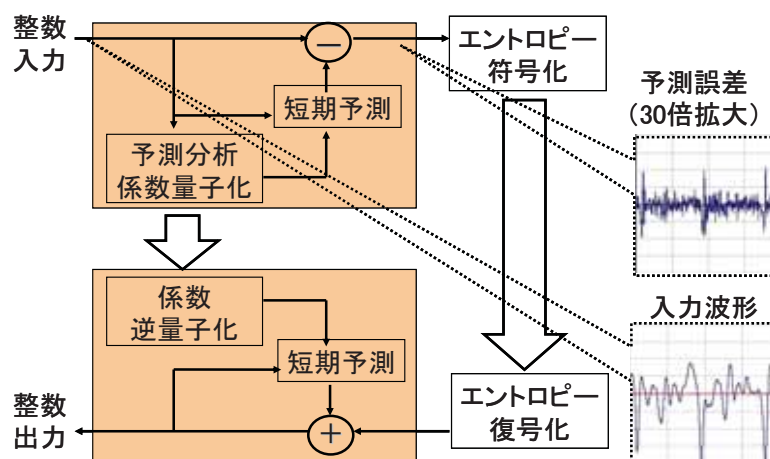 整数
入力
−
エントロピー
符号化
短期予測
予測分析
係数量子化
予測誤差
(30倍拡大)
係数
逆量子化
短期予測
入力波形
整数
出力
+
エントロピー
復号化